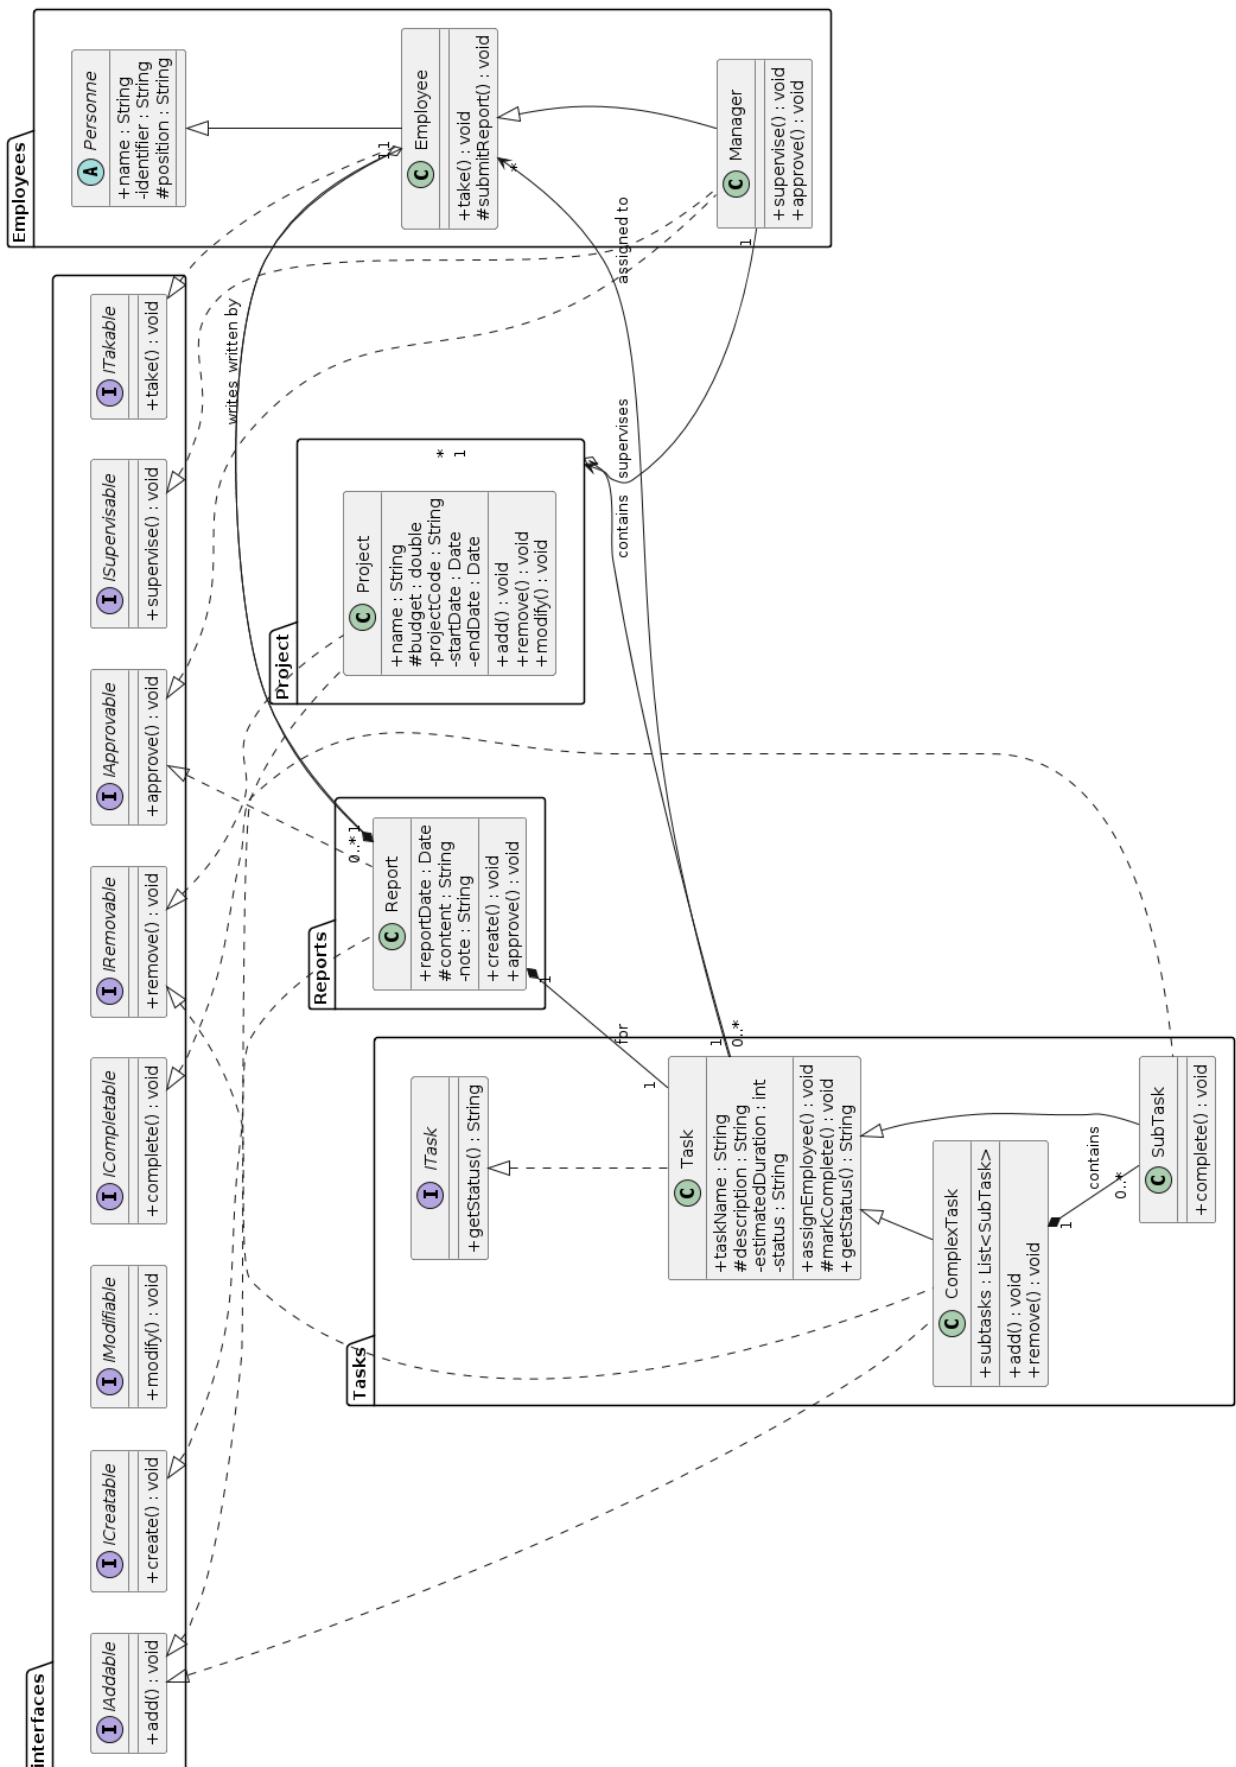 Employees
A Personne
+name : String
-identifier : String
#position : String
C Employee
+take() : void
#submitReport() : void
C Manager
+supervise() : void
+approve() : void
interfaces
I ITakable
+take() : void
I ISupervisable
+supervise() : void
I IApprovable
+approve() : void
I IRemovable
+remove() : void
I ICompletable
+complete() : void
I IModifiable
+modify() : void
I ICreatable
+create() : void
I IAddable
+add() : void
Project
C Project
+name : String
#budget : double
-projectCode : String
-startDate : Date
-endDate : Date
+add() : void
+remove() : void
+modify() : void
Reports
C Report
+reportDate : Date
#content : String
-note : String
+create() : void
+approve() : void
Tasks
I ITask
+getStatus() : String
C Task
+taskName : String
#description : String
-estimatedDuration : int
-status : String
+assignEmployee() : void
#markComplete() : void
+getStatus() : String
C ComplexTask
+subtasks : List<SubTask>
+add() : void
+remove() : void
C SubTask
+complete() : void
writes
written by
assigned to
supervises
contains
for
contains
1
1
*
1
*
1
0..*
1
1
1
1
0..*
1
0..*